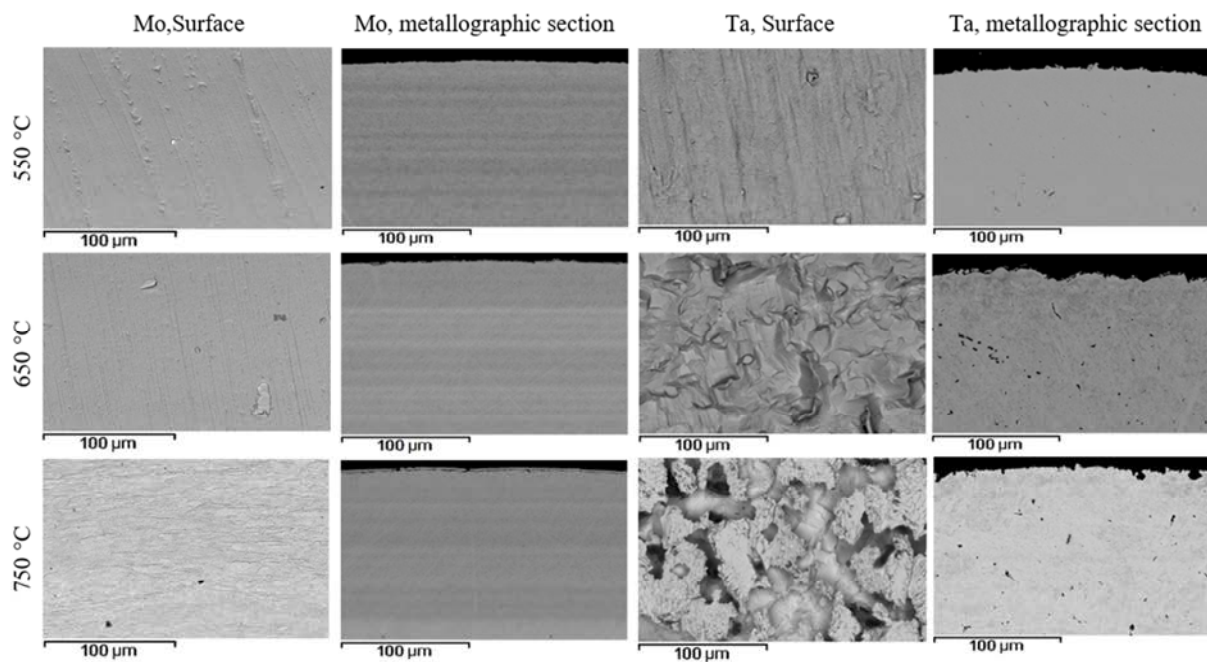 Mo,Surface
Mo, metallographic section
Ta, Surface
Ta, metallographic section
550 °C
100 µm
100 µm
100 µm
100 µm
650 °C
100 µm
100 µm
100 µm
100 µm
750 °C
100 µm
100 µm
100 µm
100 µm